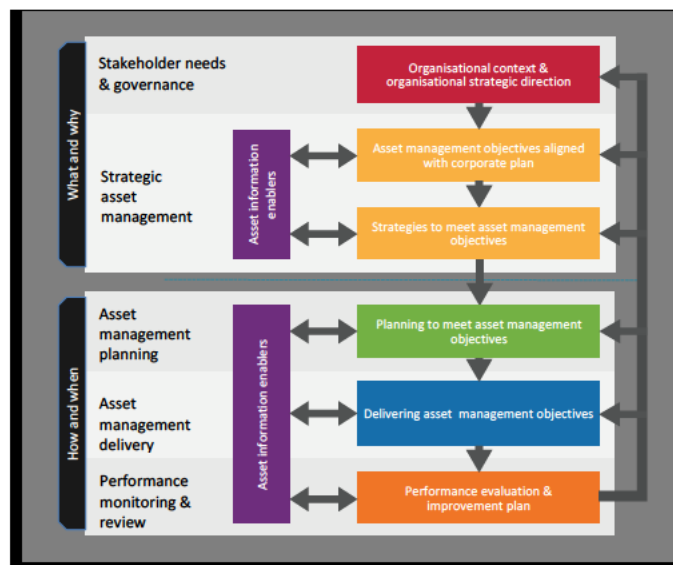 What and why
Stakeholder needs
& governance
Organisational context &
organisational strategic direction
Strategic
asset
management
Asset information
enablers
Asset management objectives aligned
with corporate plan
Strategies to meet asset management
objectives
How and when
Asset
management
planning
Asset information enablers
Planning to meet asset management
objectives
Asset
management
delivery
Delivering asset management objectives
Performance
monitoring &
review
Performance evaluation &
improvement plan